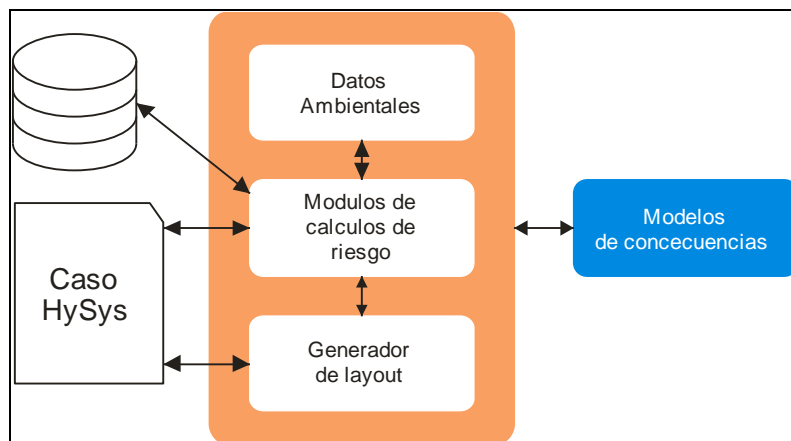 Datos
Ambientales
Modulos de
calculos de
riesgo
Modelos
de concecuencias
Caso
HySys
Generador
de layout